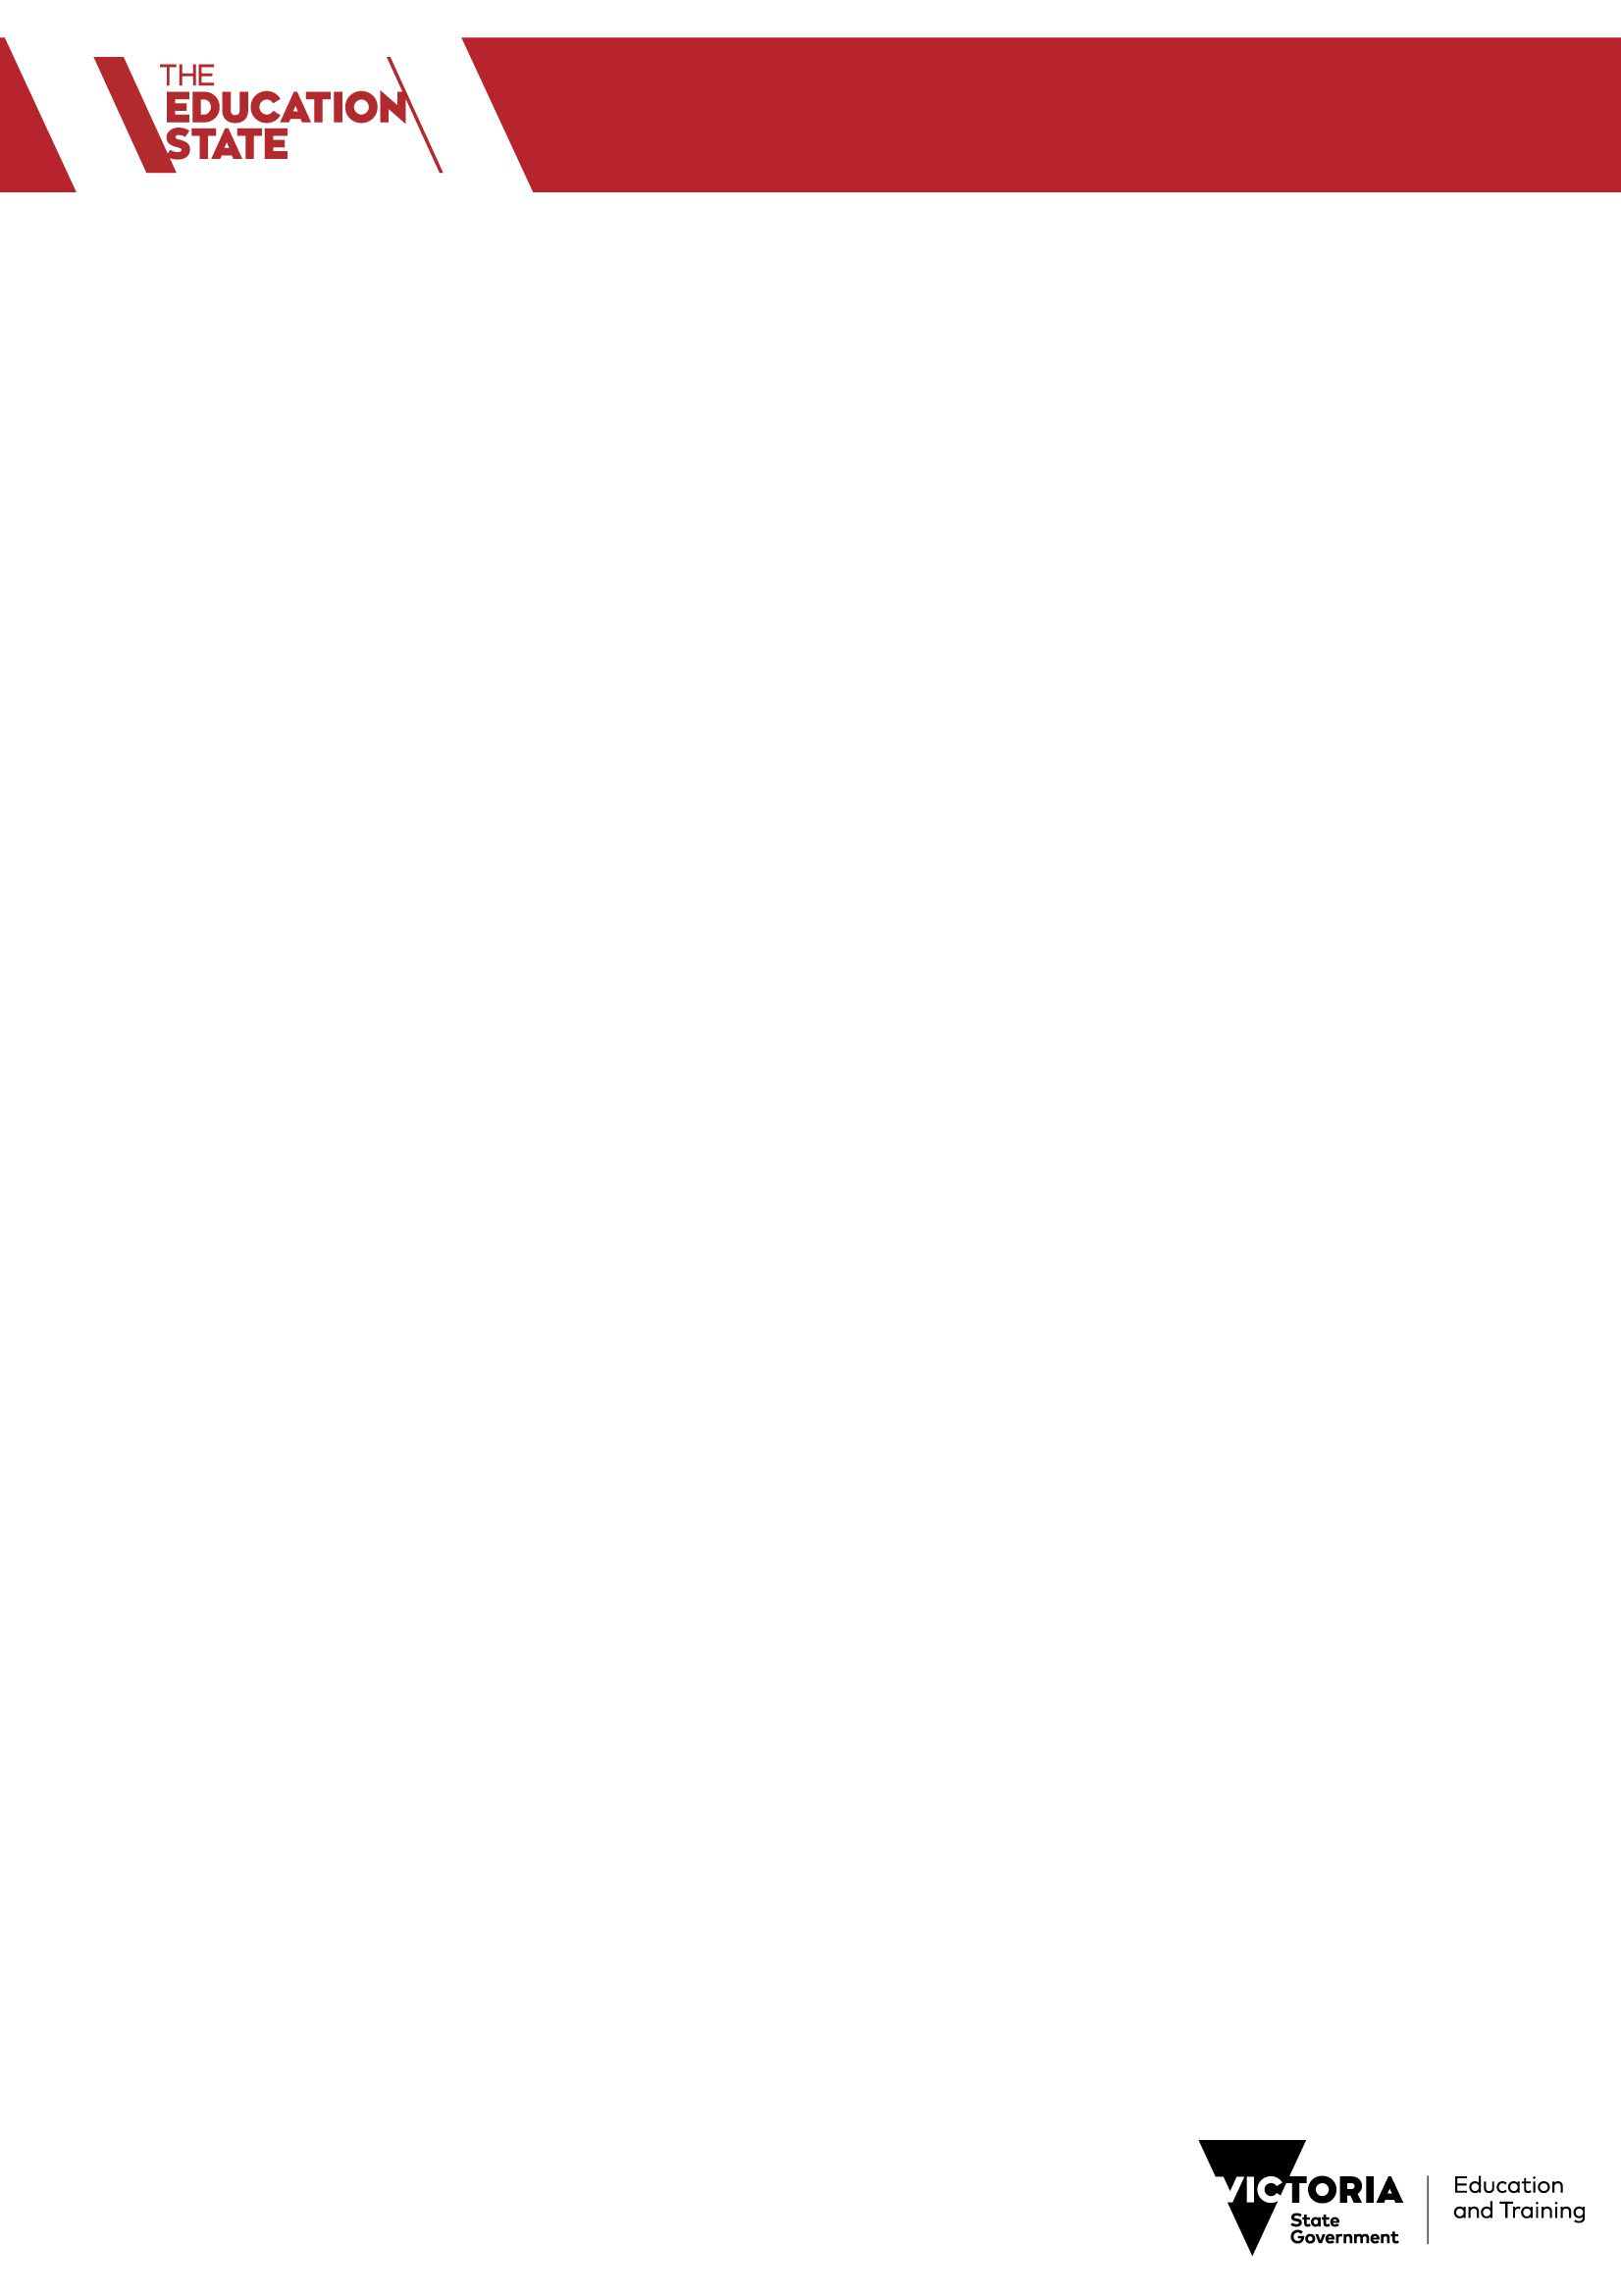 THE
EDUCATION
STATE
VICTORIA
State
Government
Education
and Training